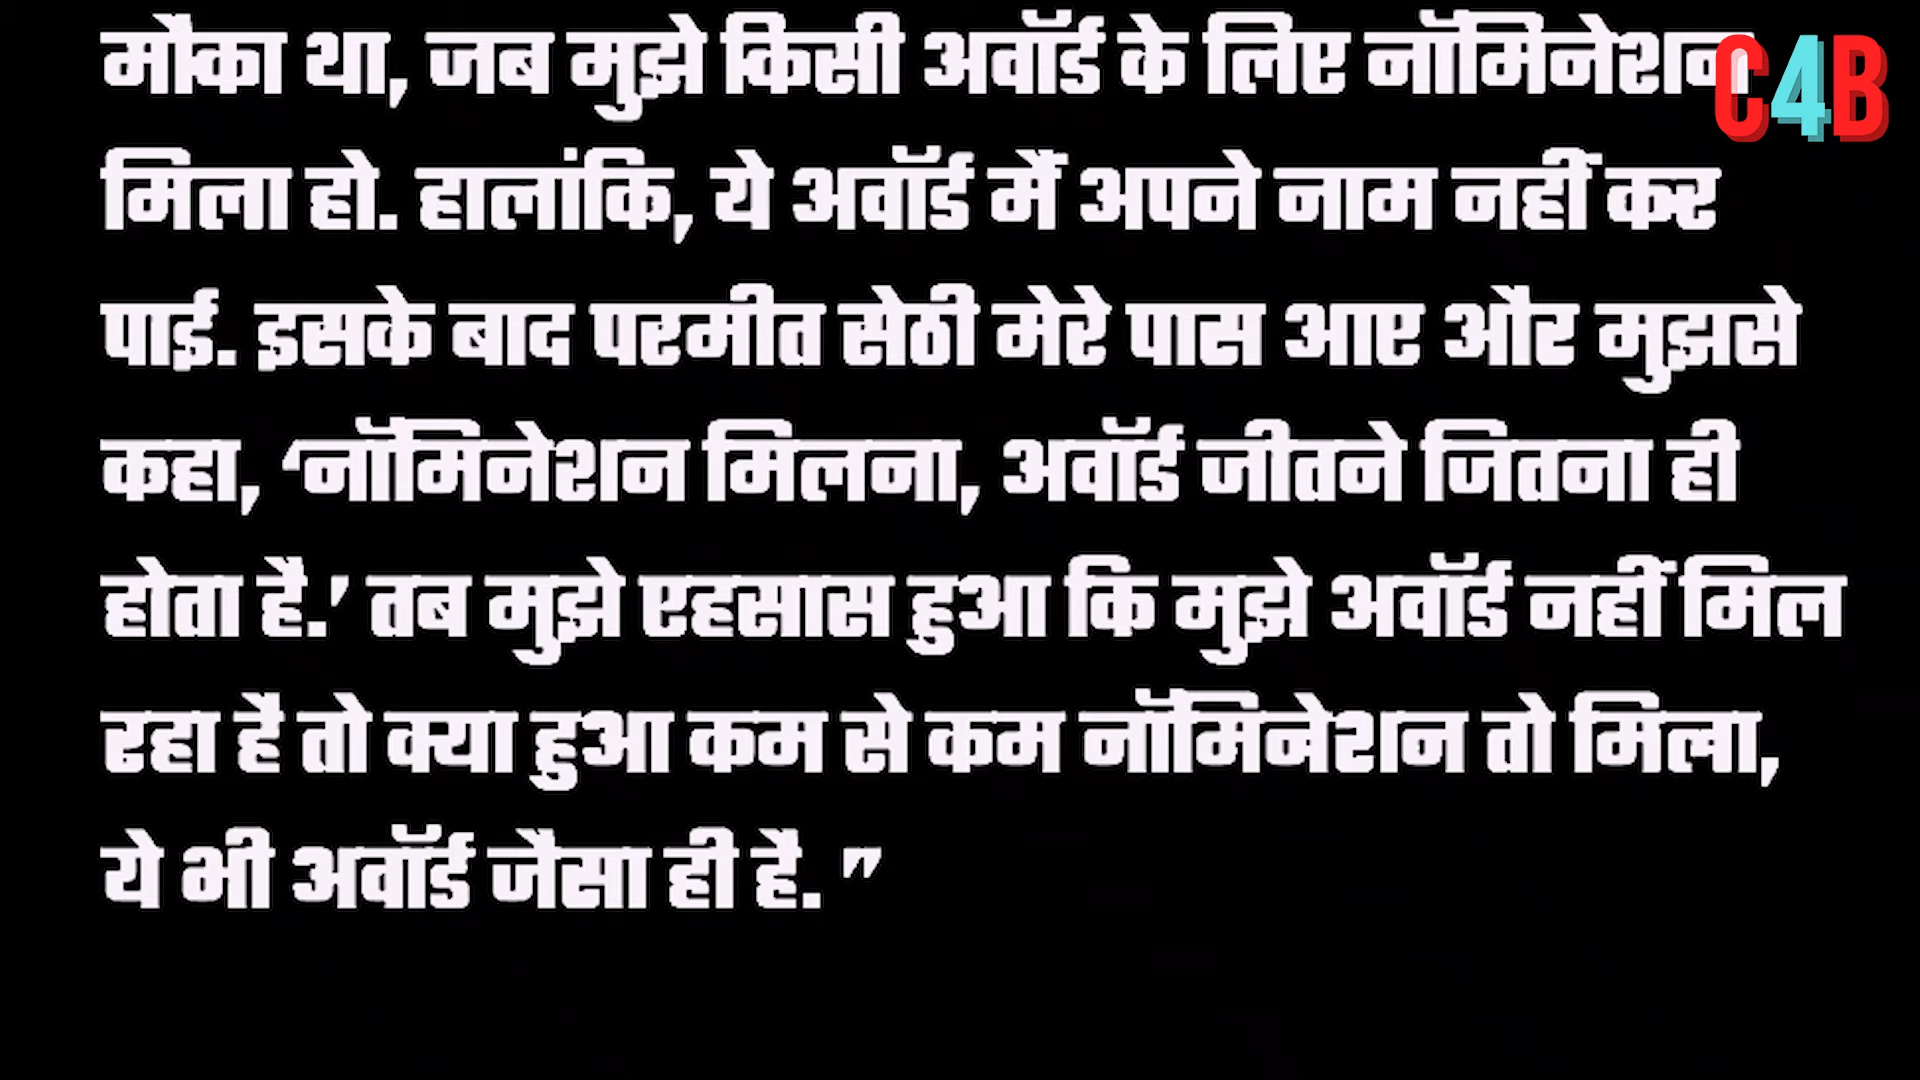 मौका था, जब मुझे किसी अवॉर्ड के लिए नॉमिनेशन
C4B
मिला हो. हालांकि, ये अवॉर्ड मैं अपने नाम नहीं कर
पाई. इसके बाद परमीत सेठी मेरे पास आए और मुझसे
कहा, ‘नॉमिनेशन मिलना, अवॉर्ड जीतने जितना ही
होता है.’ तब मुझे एहसास हुआ कि मुझे अवॉर्ड नहीं मिल
रहा है तो क्या हुआ कम से कम नॉमिनेशन तो मिला,
ये भी अवॉर्ड जैसा ही है. ”